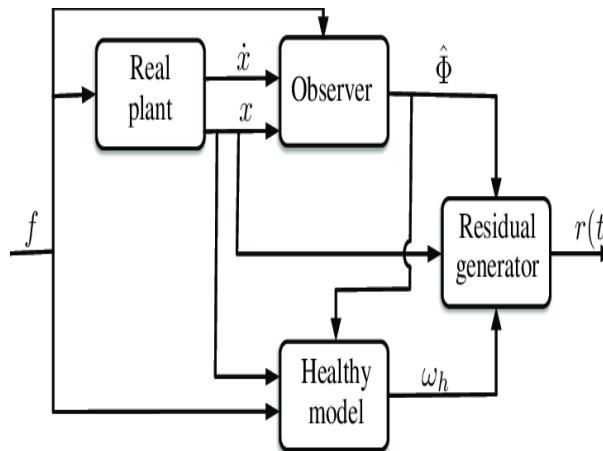 Real
plant
ẋ
x
Observer
Φ̂
f
Residual
generator
r(t
Healthy
model
ω_h